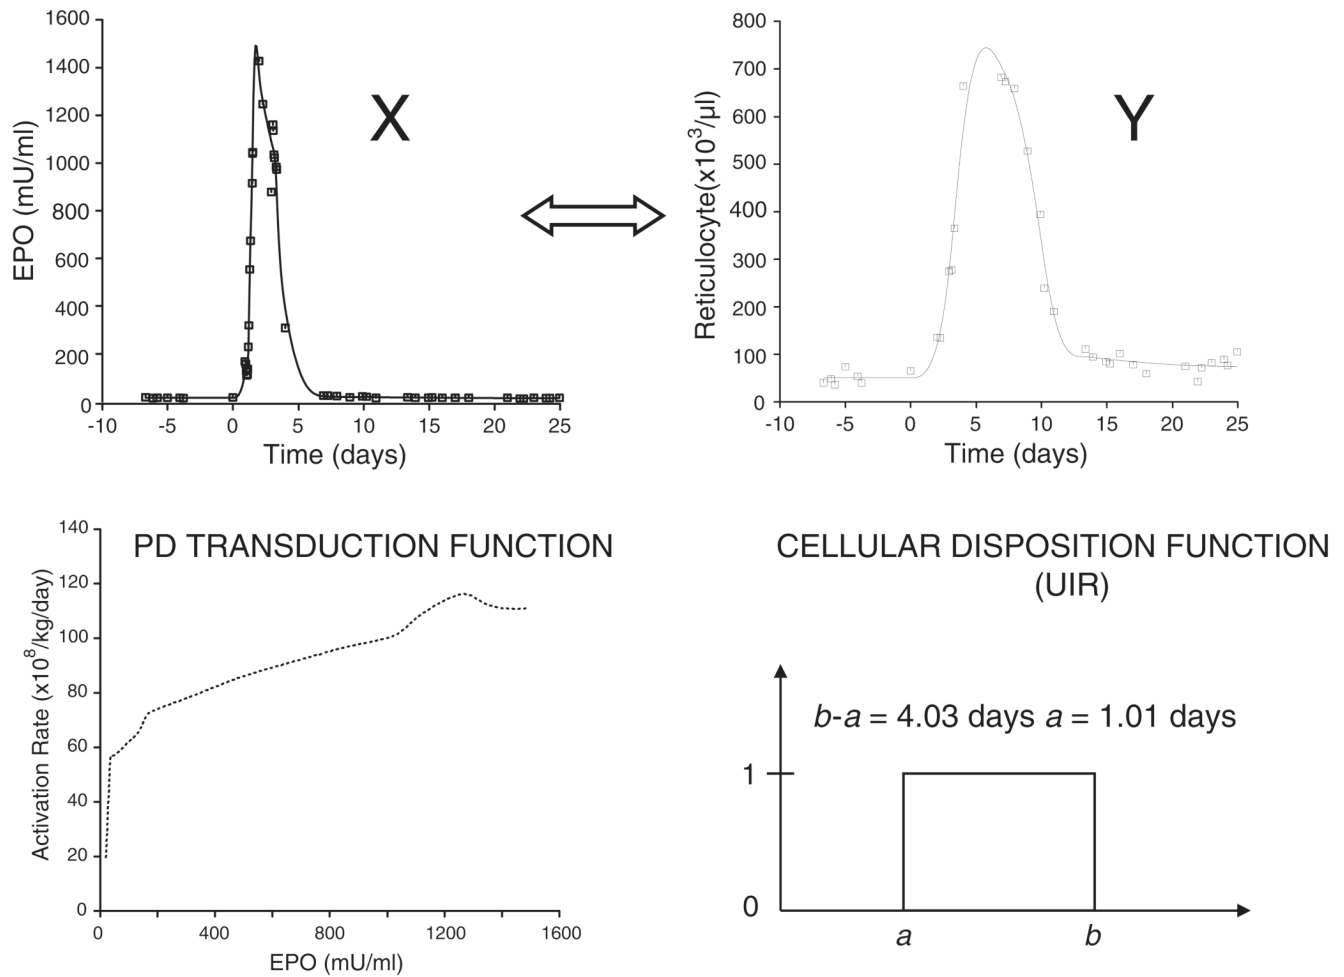 1600
1400
1200
1000
800
600
400
200
0
EPO (mU/ml)
X
-10 -5 0 5 10 15 20 25
Time (days)
800
700
600
500
400
300
200
100
0
Reticulocyte(x10³/µl)
Y
-10 -5 0 5 10 15 20 25
Time (days)
PD TRANSDUCTION FUNCTION
140
120
100
80
60
40
20
0
Activation Rate (x10⁸/kg/day)
0 400 800 1200 1600
EPO (mU/ml)
CELLULAR DISPOSITION FUNCTION
(UIR)
b-a = 4.03 days a = 1.01 days
1
0
a b